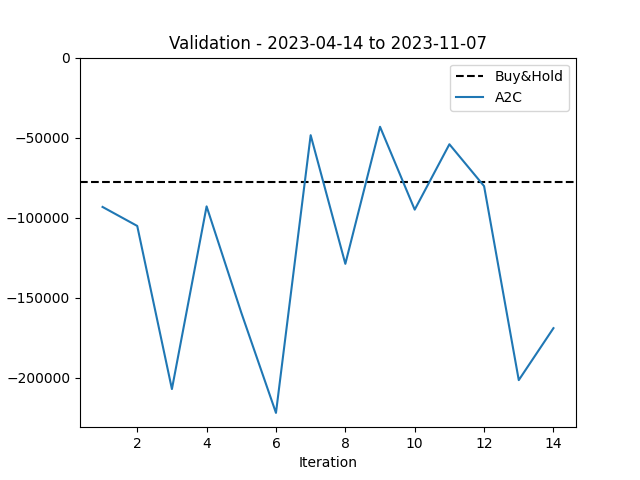 Validation - 2023-04-14 to 2023-11-07
Buy&Hold
A2C
0
−50000
−100000
−150000
−200000
2 4 6 8 10 12 14
Iteration